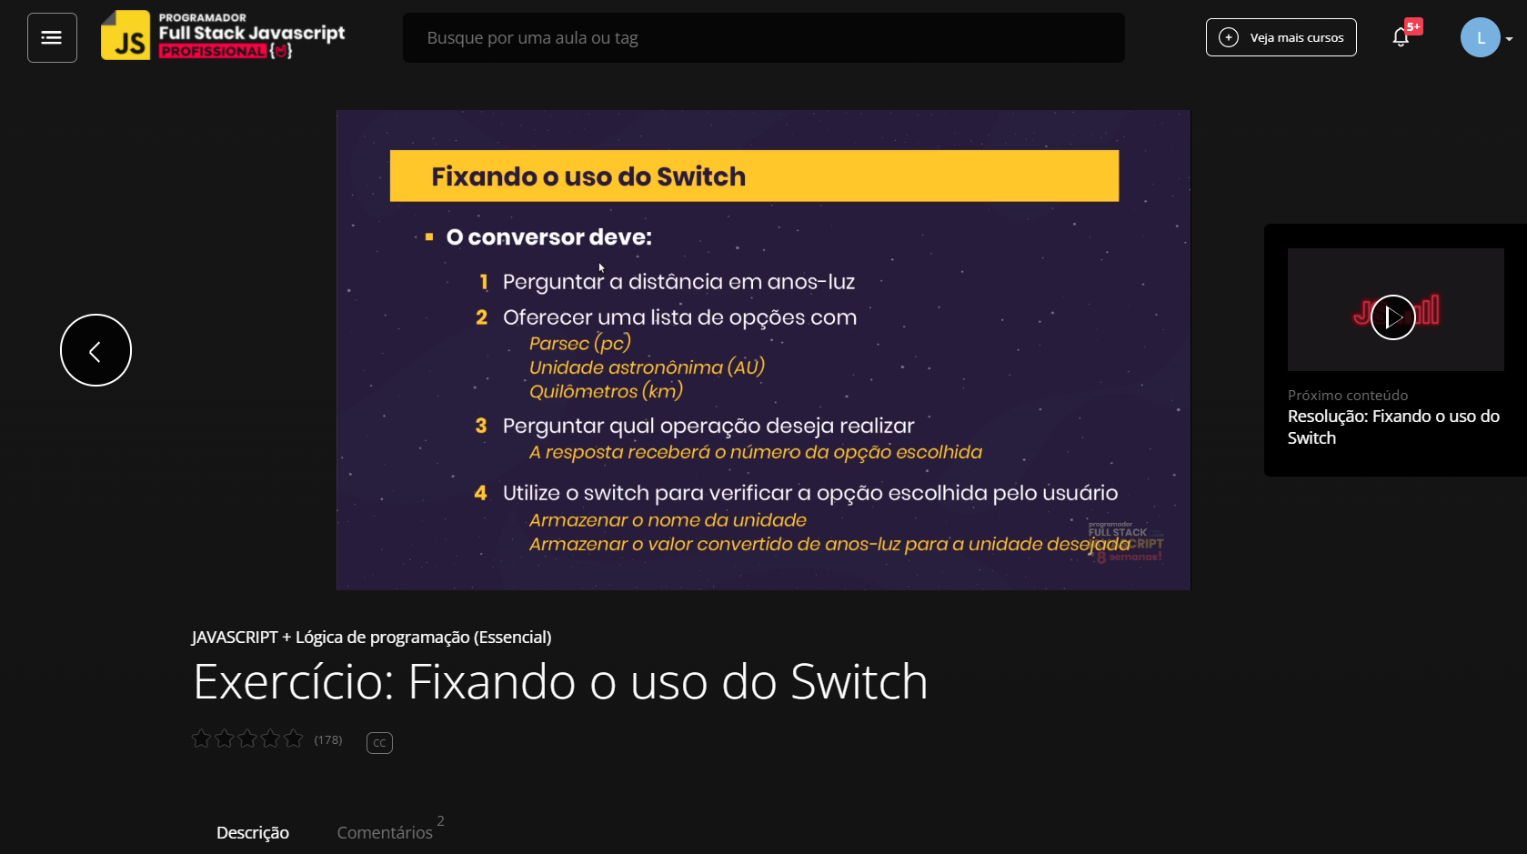 JS
PROGRAMADOR
Full Stack Javascript
PROFISSIONAL
Busque por uma aula ou tag
Veja mais cursos
5+
L
Fixando o uso do Switch
O conversor deve:
1 Perguntar a distância em anos-luz
2 Oferecer uma lista de opções com
Parsec (pc)
Unidade astronônima (AU)
Quilômetros (km)
3 Perguntar qual operação deseja realizar
A resposta receberá o número da opção escolhida
4 Utilize o switch para verificar a opção escolhida pelo usuário
Armazenar o nome da unidade
Armazenar o valor convertido de anos-luz para a unidade desejada
programador
FULL STACK
8 semanas!
Próximo conteúdo
Resolução: Fixando o uso do
Switch
JAVASCRIPT + Lógica de programação (Essencial)
Exercício: Fixando o uso do Switch
(178)
CC
Descrição
Comentários 2